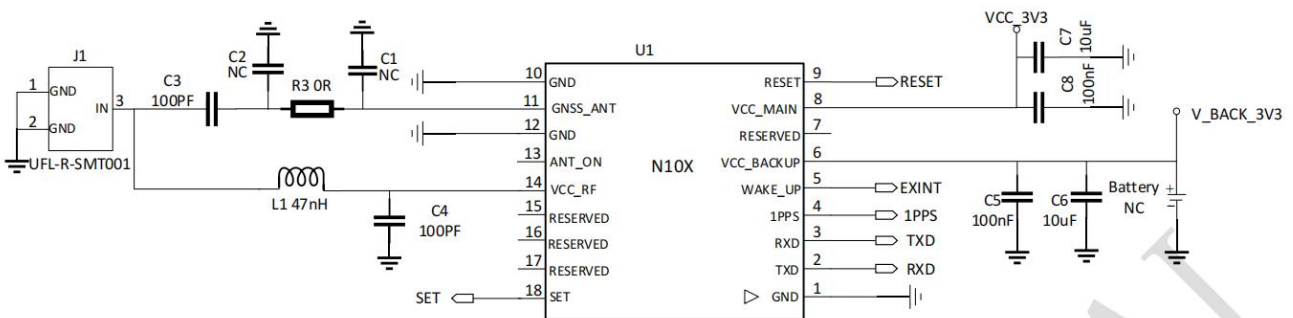 J1
1
GND
2
GND
IN
3
UFL-R-SMT001
C3
100PF
C2
NC
R3 0R
C1
NC
L1 47nH
C4
100PF
U1
N10X
10
GND
11
GNSS_ANT
12
GND
13
ANT_ON
14
VCC_RF
15
RESERVED
16
RESERVED
17
RESERVED
SET
18
SET
RESET
9
RESET
VCC_MAIN
8
RESERVED
7
VCC_BACKUP
6
WAKE_UP
5
EXINT
1PPS
4
1PPS
RXD
3
TXD
TXD
2
RXD
GND
1
VCC_3V3
C7
10uF
C8
100nF
V_BACK_3V3
C5
100nF
C6
10uF
Battery
NC
+
-